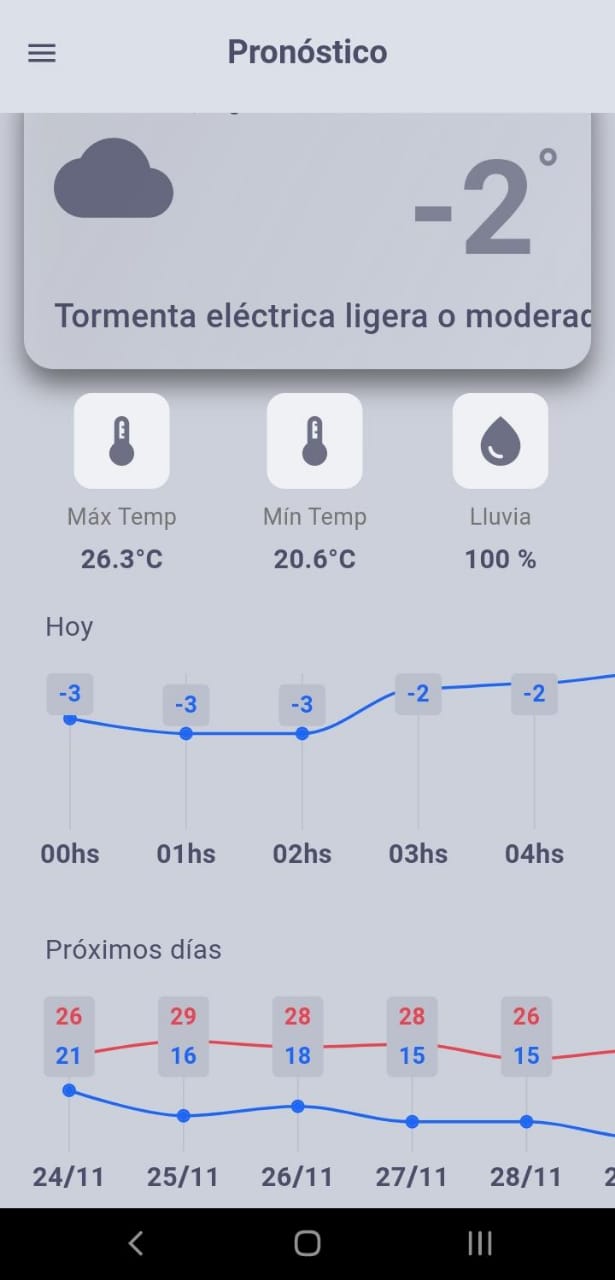 Pronóstico
-2°
Tormenta eléctrica ligera o moderac
Máx Temp Mín Temp Lluvia
26.3°C 20.6°C 100 %
Hoy
-3 -3 -3 -2 -2
00hs 01hs 02hs 03hs 04hs
Próximos días
26 29 28 28 26
21 16 18 15 15
24/11 25/11 26/11 27/11 28/11 2